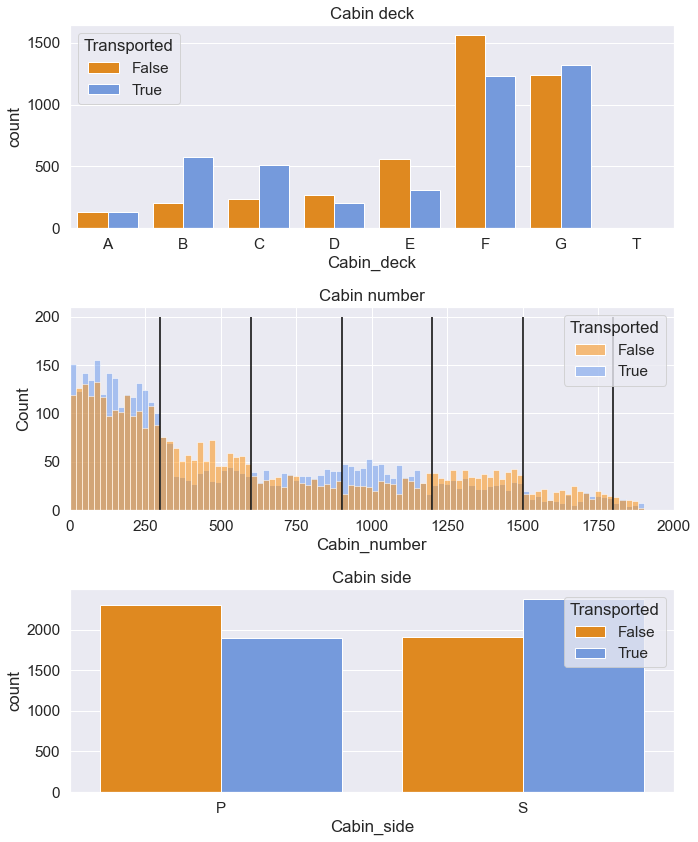 Cabin deck
Transported
False
True
1500
1000
500
0
count
A B C D E F G T
Cabin_deck
Cabin number
Transported
False
True
200
150
100
50
0
Count
0 250 500 750 1000 1250 1500 1750 2000
Cabin_number
Cabin side
Transported
False
True
2000
1500
1000
500
0
count
P S
Cabin_side